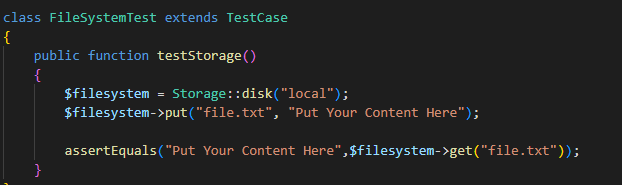 class FileSystemTest extends TestCase
{
    public function testStorage()
    {
        $filesystem = Storage::disk("local");
        $filesystem->put("file.txt", "Put Your Content Here");

        assertEquals("Put Your Content Here",$filesystem->get("file.txt"));
    }
}